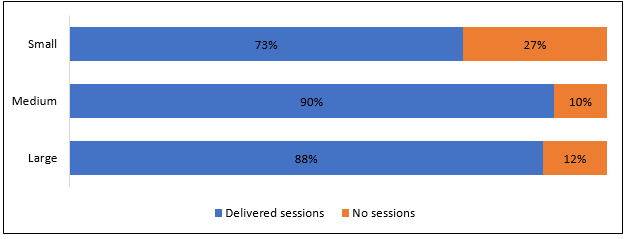 Small 73% 27%
Medium 90% 10%
Large 88% 12%
Delivered sessions No sessions